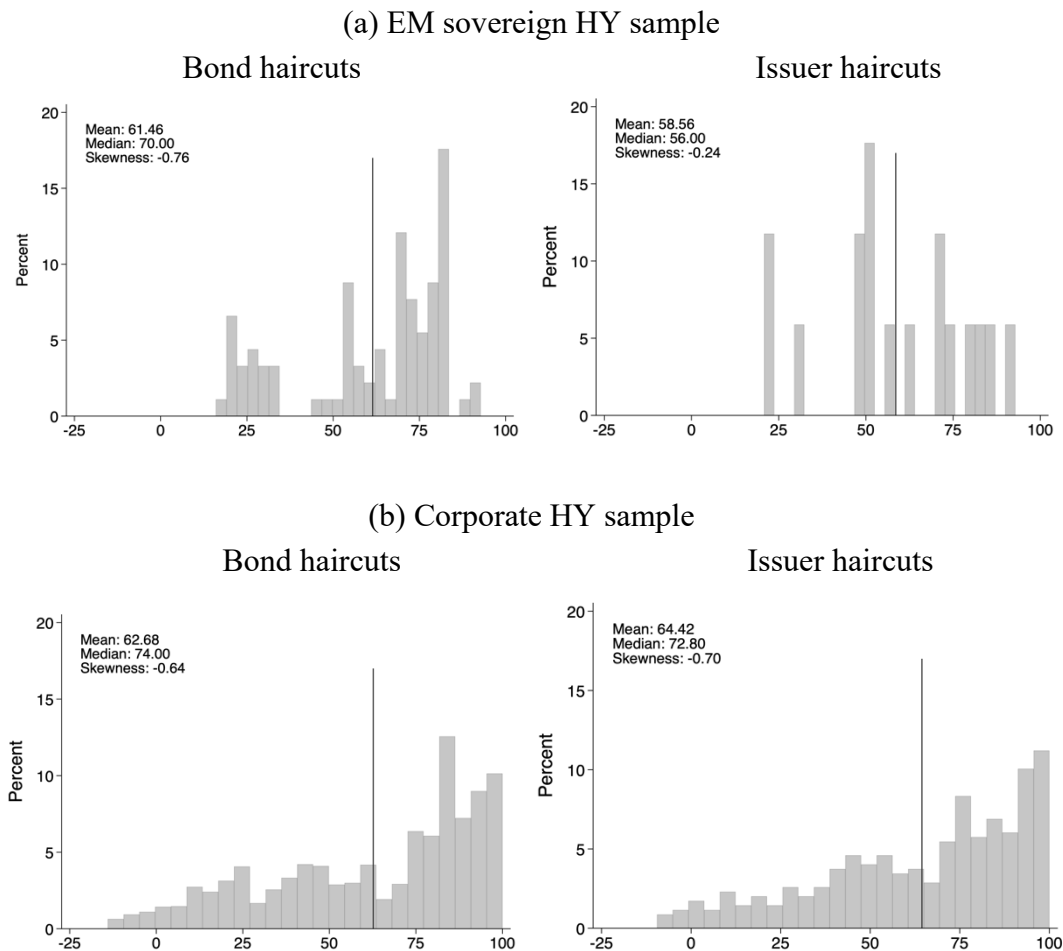 (a) EM sovereign HY sample
Bond haircuts
Mean: 61.46
Median: 70.00
Skewness: -0.76
Percent
20
15
10
5
0
-25 0 25 50 75 100
Issuer haircuts
Mean: 58.56
Median: 56.00
Skewness: -0.24
Percent
20
15
10
5
0
-25 0 25 50 75 100
(b) Corporate HY sample
Bond haircuts
Mean: 62.68
Median: 74.00
Skewness: -0.64
Percent
20
15
10
5
0
-25 0 25 50 75 100
Issuer haircuts
Mean: 64.42
Median: 72.80
Skewness: -0.70
Percent
20
15
10
5
0
-25 0 25 50 75 100